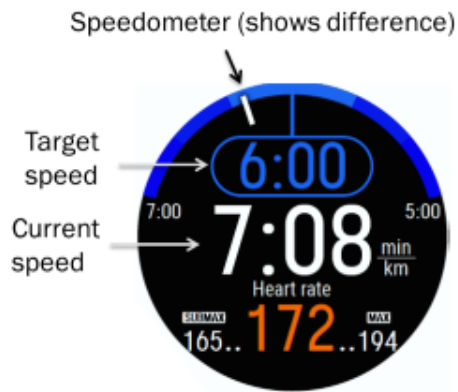 Speedometer (shows difference)
Target
speed
6:00
7:00
5:00
Current
speed
7:08
min
km
Heart rate
SUBMAX
MAX
165..
172
..194